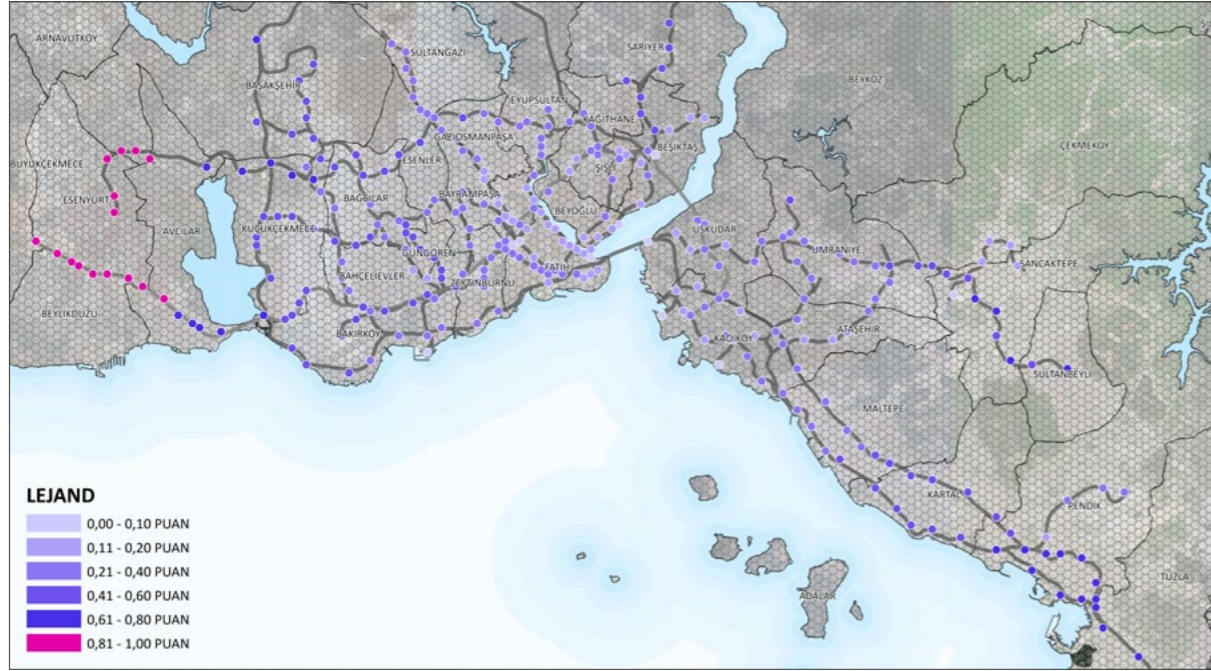 ARNAVUTKÖY
SULTANGAZİ
SARIYER
BEYKOZ
BAŞAKŞEHİR
EYÜPSULTAN
KAĞITHANE
GAZİOSMANPAŞA
BEŞİKTAŞ
ÇEKMEKÖY
BÜYÜKÇEKMECE
ESENLER
ŞİŞLİ
ESENYURT
BAĞCILAR
BAYRAMPAŞA
BEYOĞLU
AVCILAR
KÜÇÜKÇEKMECE
ÜSKÜDAR
ÜMRANİYE
GÜNGÖREN
FATİH
SANCAKTEPE
BAHÇELİEVLER
ZEYTİNBURNU
BEYLİKDÜZÜ
BAKIRKÖY
KADIKÖY
ATAŞEHİR
SULTANBEYLİ
MALTEPE
KARTAL
PENDİK
TUZLA
ADALAR
LEJAND
0,00 - 0,10 PUAN
0,11 - 0,20 PUAN
0,21 - 0,40 PUAN
0,41 - 0,60 PUAN
0,61 - 0,80 PUAN
0,81 - 1,00 PUAN